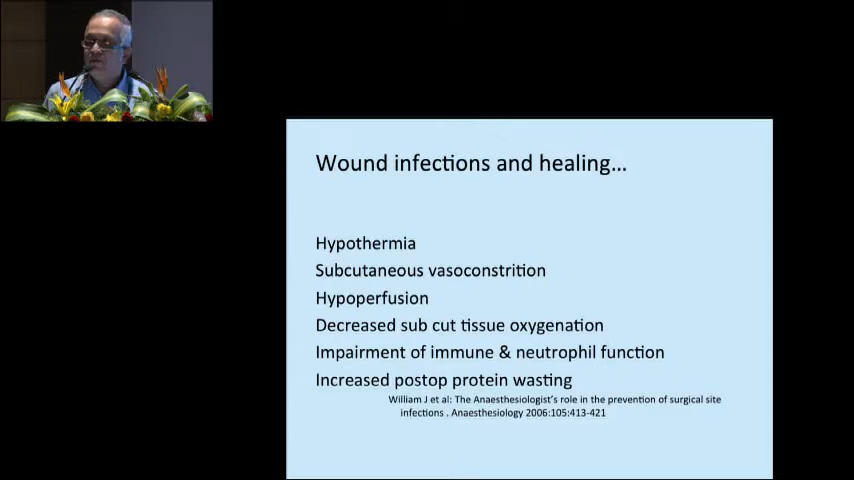 Wound infections and healing...
Hypothermia
Subcutaneous vasoconstrition
Hypoperfusion
Decreased sub cut tissue oxygenation
Impairment of immune & neutrophil function
Increased postop protein wasting
William J et al: The Anaesthesiologist's role in the prevention of surgical site
infections . Anaesthesiology 2006:105:413-421